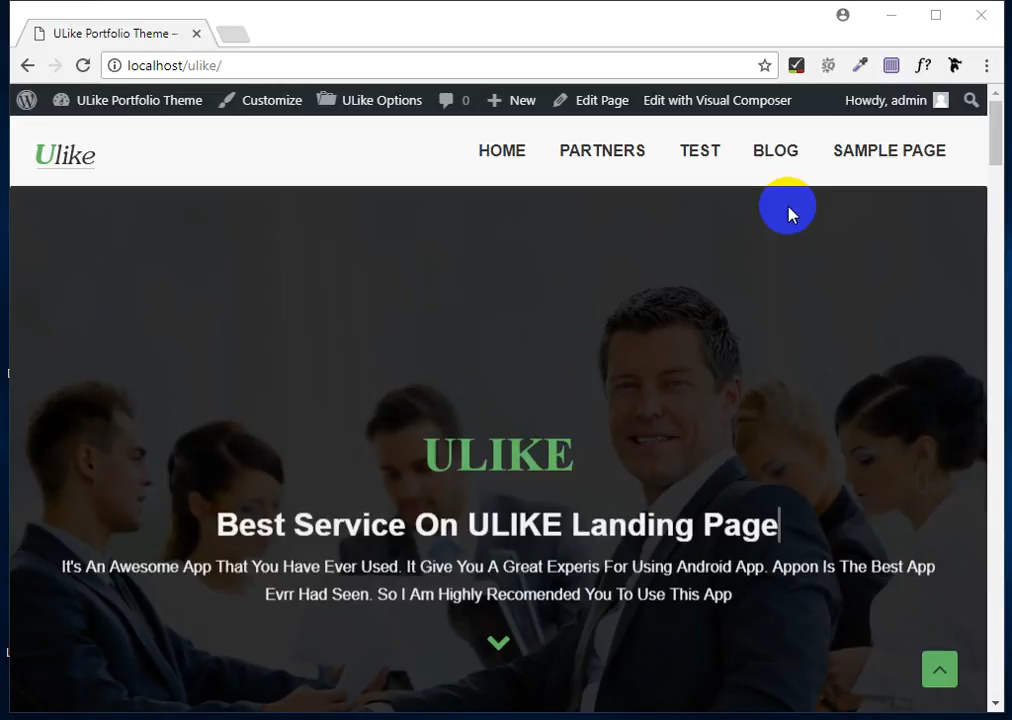 ULike Portfolio Theme –
localhost/ulike/
f?
ULike Portfolio Theme Customize ULike Options 0 New Edit Page Edit with Visual Composer Howdy, admin
Ulike
HOME PARTNERS TEST BLOG SAMPLE PAGE
ULIKE
Best Service On ULIKE Landing Page
It's An Awesome App That You Have Ever Used. It Give You A Great Experis For Using Android App. Appon Is The Best App
Evrr Had Seen. So I Am Highly Recomended You To Use This App